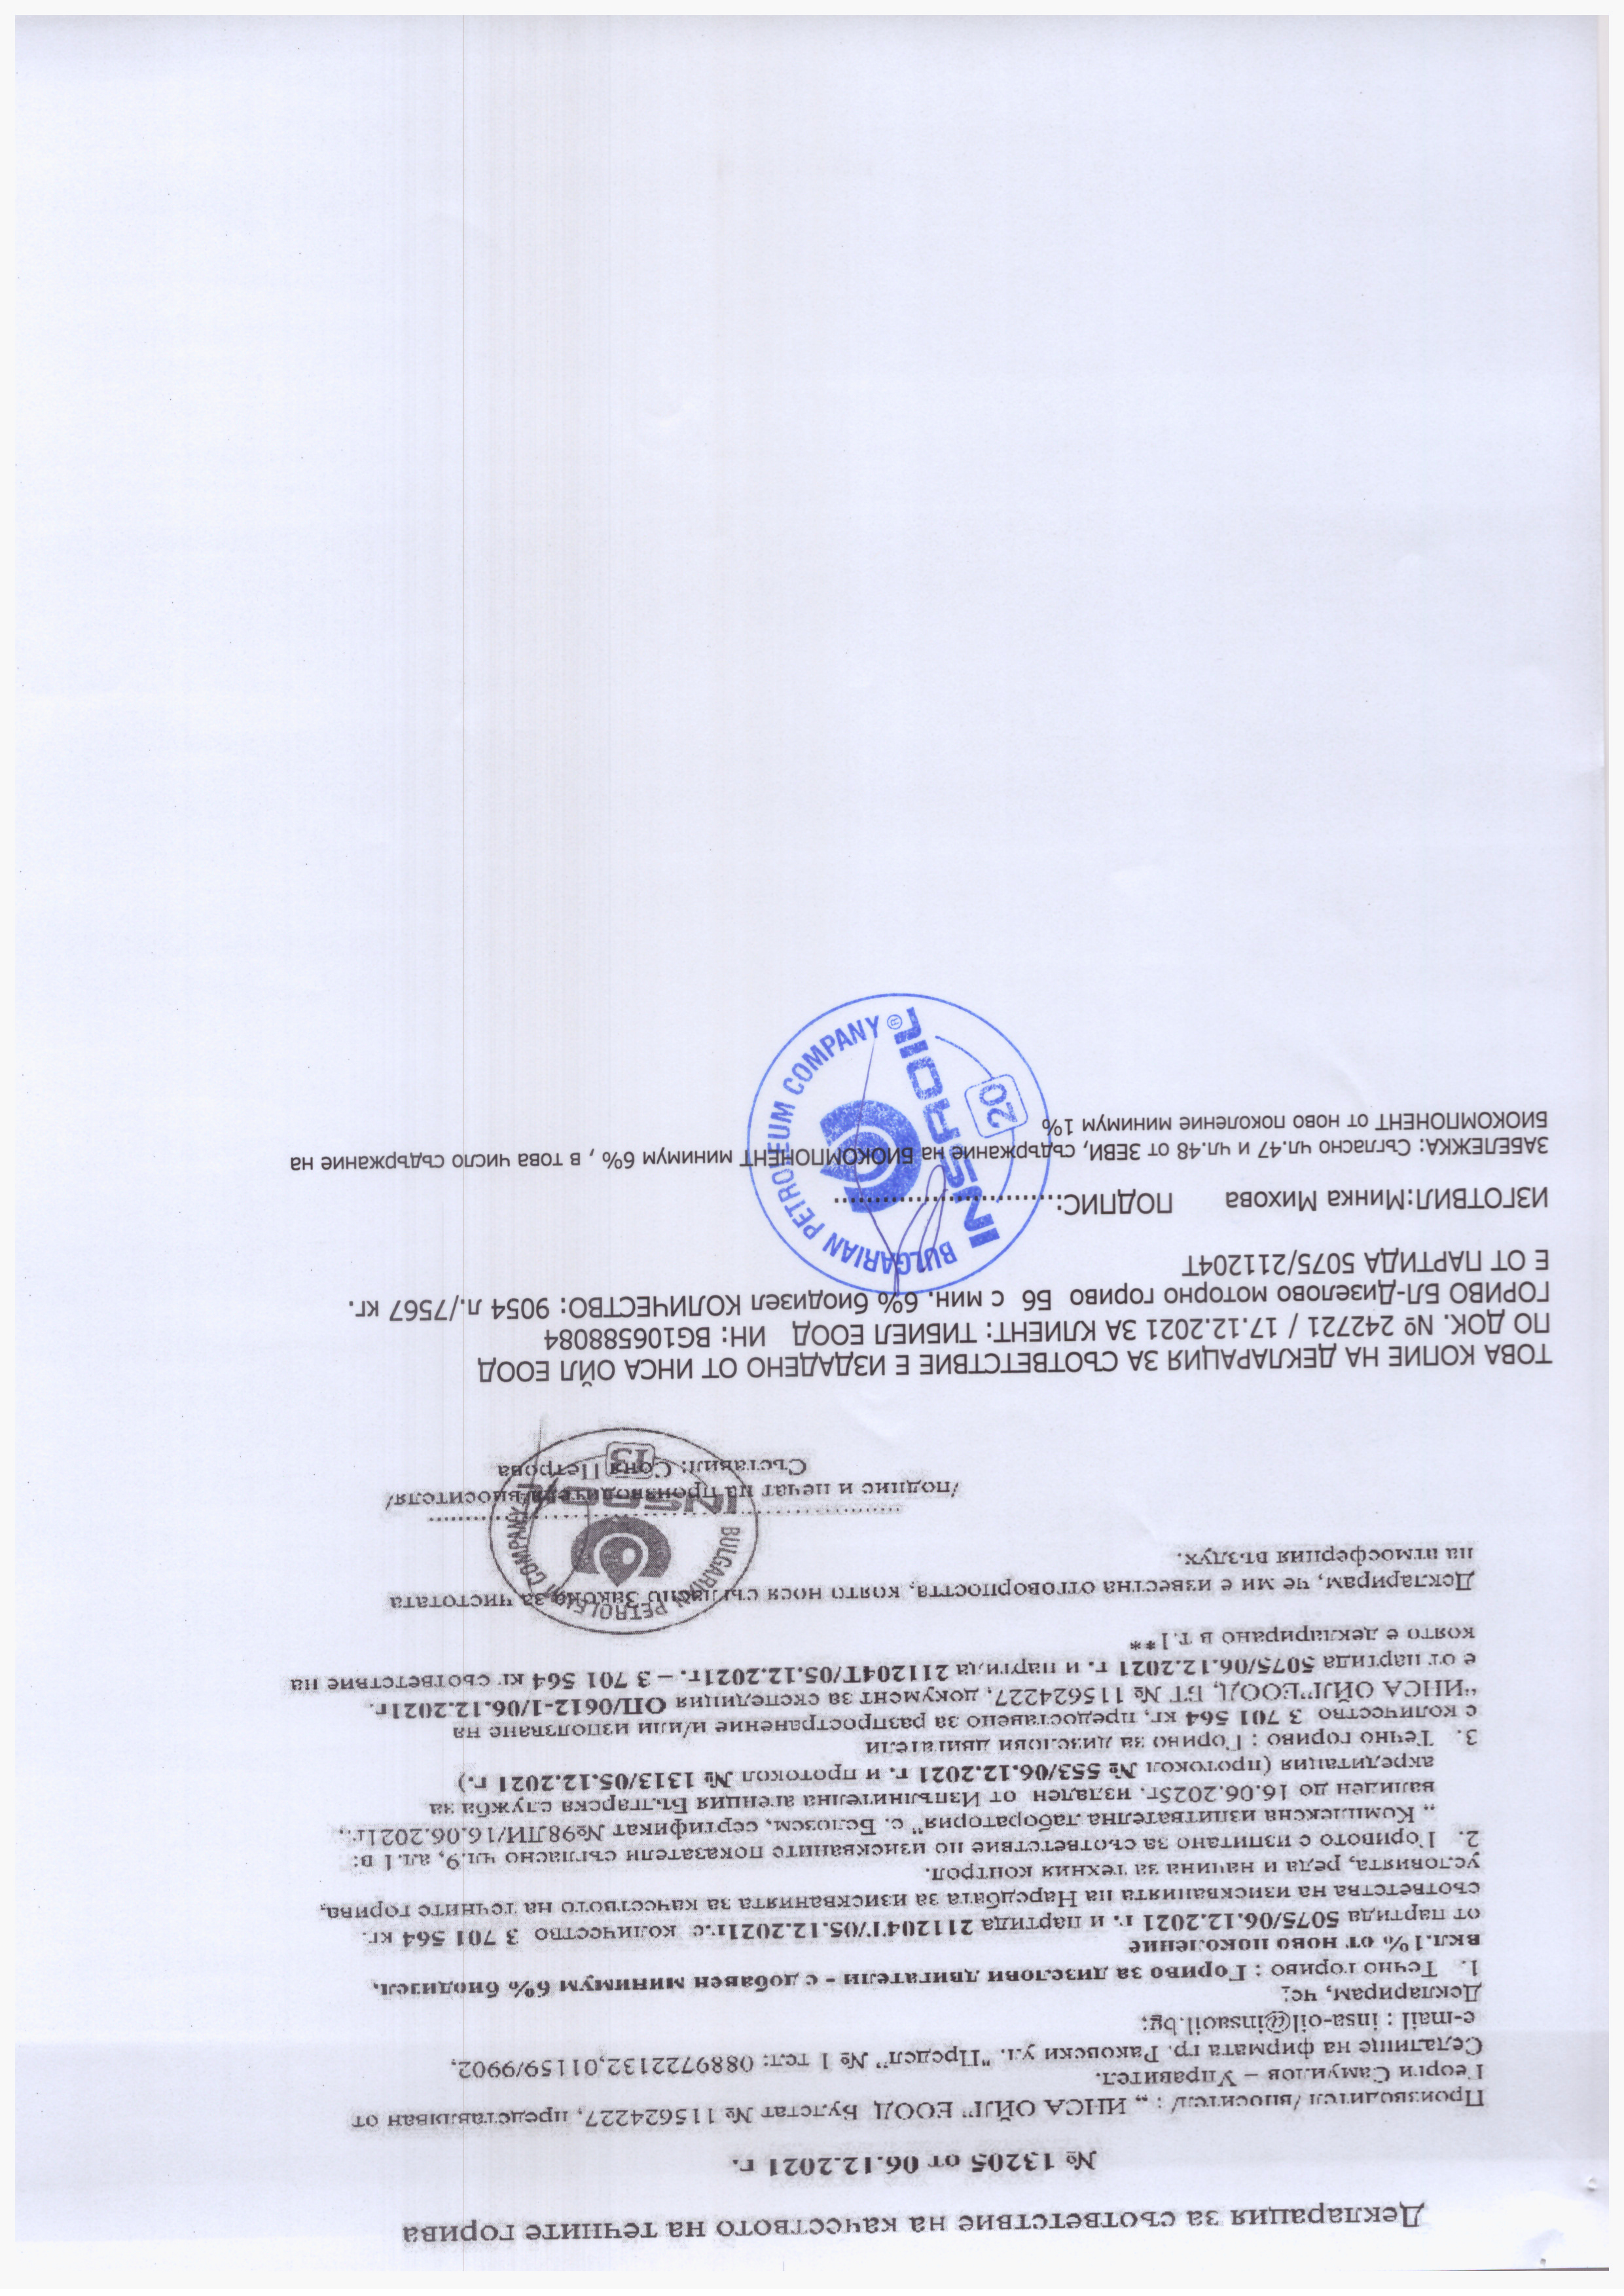 Декларация за съответствие на качеството на течните горива
№ 13205 от 06.12.2021 г.
Производител /вносител/ : „ ИНСА ОЙЛ" ЕООД Булстат № 115624227, представляван от
Георги Самуилов – Управител.
Седалище на фирмата гр. Раковски ул. "Предел" № 1 тел: 0889722132,01159/9902,
e-mail : insa-oil@insaoil.bg;
Декларирам, че:
1. Течно гориво : Гориво за дизелови двигатели - с добавен минимум 6% биодизел,
вкл.1% от ново поколение
от партида 5075/06.12.2021 г. и партида 211204Т/05.12.2021г.с количество 3 701 564 кг.
съответства на изискванията на Наредбата за изискванията за качеството на течните горива,
условията, реда и начина за техния контрол.
2. Горивото е изпитано за съответствие по изискваните показатели съгласно чл.9, ал.1 в:
„ Комплексна изпитвателна лаборатория" с. Белозем, сертификат №98ЛИ/16.06.2021г.,
валиден до 16.06.2025г. издаден от Изпълнителна агенция Българска служба за
акредитация (протокол № 553/06.12.2021 г. и протокол № 1313/05.12.2021 г.)
3. Течно гориво : Гориво за дизелови двигатели
с количество 3 701 564 кг, предоставено за разпространение и/или използване на
"ИНСА ОЙЛ"ЕООД, БТ № 115624227, документ за експедиция ОП/0612-1/06.12.2021г.
е от партида 5075/06.12.2021 г. и партида 211204Т/05.12.2021г. – 3 701 564 кг съответствие на
която е декларирано в т.1**
Декларирам, че ми е известна отговорността, която нося съгласно Закона за чистотата
на атмосферния въздух.
BULGARIAN PETROLEUM COMPANY
/подпис и печат на производителя/вносителя/
Съставил: Соня Петрова
13
ТОВА КОПИЕ НА ДЕКЛАРАЦИЯ ЗА СЪОТВЕТСТВИЕ Е ИЗДАДЕНО ОТ ИНСА ОЙЛ ЕООД
ПО ДОК. № 242721 / 17.12.2021 ЗА КЛИЕНТ: ТИБИЕЛ ЕООД ИН: BG106588084
ГОРИВО БЛ-Дизелово моторно гориво Б6 с мин. 6% биодизел КОЛИЧЕСТВО: 9054 л./7567 кг.
Е ОТ ПАРТИДА 5075/211204Т
ИЗГОТВИЛ:Минка Михова ПОДПИС:..............................
BULGARIAN PETROLEUM COMPANY ®
INSAOIL
20
ЗАБЕЛЕЖКА: Съгласно чл.47 и чл.48 от ЗЕВИ, съдържание на БИОКОМПОНЕНТ минимум 6% , в това число съдържание на
БИОКОМПОНЕНТ от ново поколение минимум 1%